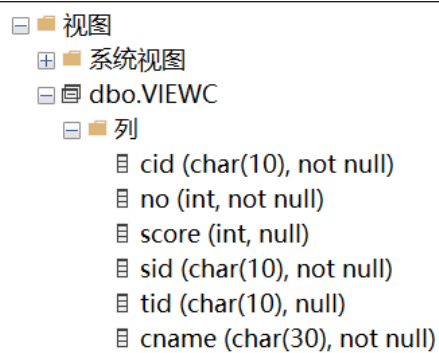 视图
系统视图
dbo.VIEWC
列
cid (char(10), not null)
no (int, not null)
score (int, null)
sid (char(10), not null)
tid (char(10), null)
cname (char(30), not null)